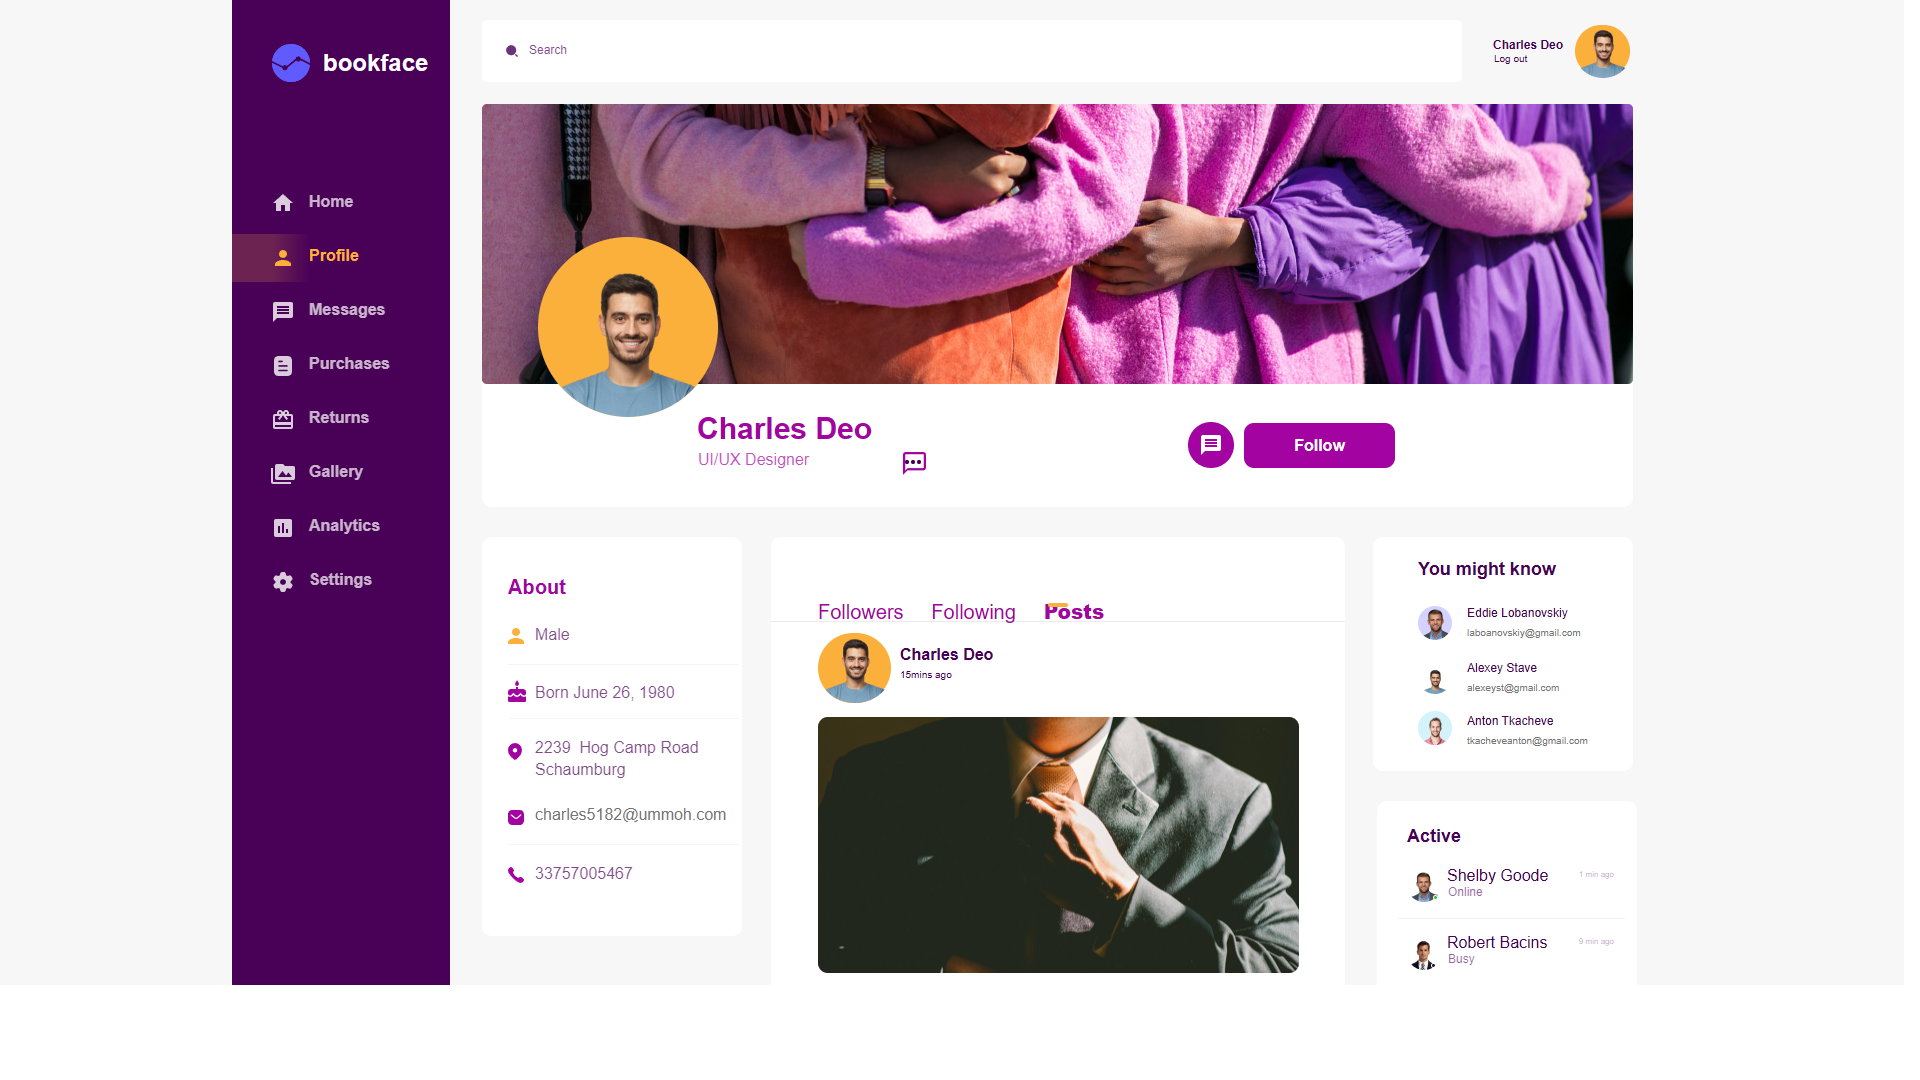 bookface
Home
Profile
Messages
Purchases
Returns
Gallery
Analytics
Settings
Search
Charles Deo
Log out
Charles Deo
UI/UX Designer
Follow
About
Male
Born June 26, 1980
2239  Hog Camp Road
Schaumburg
charles5182@ummoh.com
33757005467
Followers
Following
Posts
Charles Deo
15mins ago
You might know
Eddie Lobanovskiy
laboanovskiy@gmail.com
Alexey Stave
alexeyst@gmail.com
Anton Tkacheve
tkacheveanton@gmail.com
Active
Shelby Goode
1 min ago
Online
Robert Bacins
9 min ago
Busy